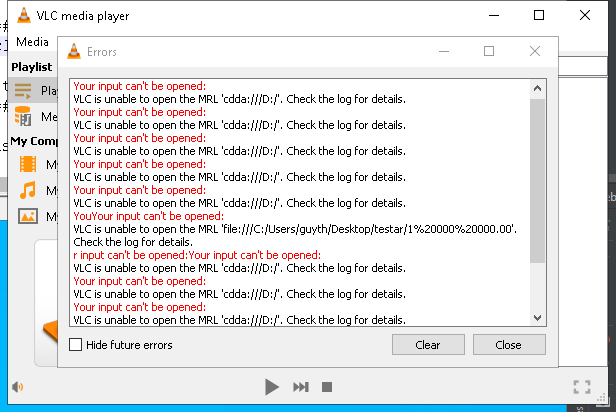 VLC media player
Media
Errors
Playlist
Your input can't be opened:
VLC is unable to open the MRL 'cdda:///D:/'. Check the log for details.
Your input can't be opened:
VLC is unable to open the MRL 'cdda:///D:/'. Check the log for details.
Your input can't be opened:
VLC is unable to open the MRL 'cdda:///D:/'. Check the log for details.
Your input can't be opened:
VLC is unable to open the MRL 'cdda:///D:/'. Check the log for details.
Your input can't be opened:
VLC is unable to open the MRL 'cdda:///D:/'. Check the log for details.
YouYour input can't be opened:
VLC is unable to open the MRL 'file:///C:/Users/guyth/Desktop/testar/1%20000%20000.00'.
Check the log for details.
r input can't be opened:Your input can't be opened:
VLC is unable to open the MRL 'cdda:///D:/'. Check the log for details.
Your input can't be opened:
VLC is unable to open the MRL 'cdda:///D:/'. Check the log for details.
Your input can't be opened:
VLC is unable to open the MRL 'cdda:///D:/'. Check the log for details.
Play
Me
My Comp
My
My
My
Hide future errors
Clear
Close